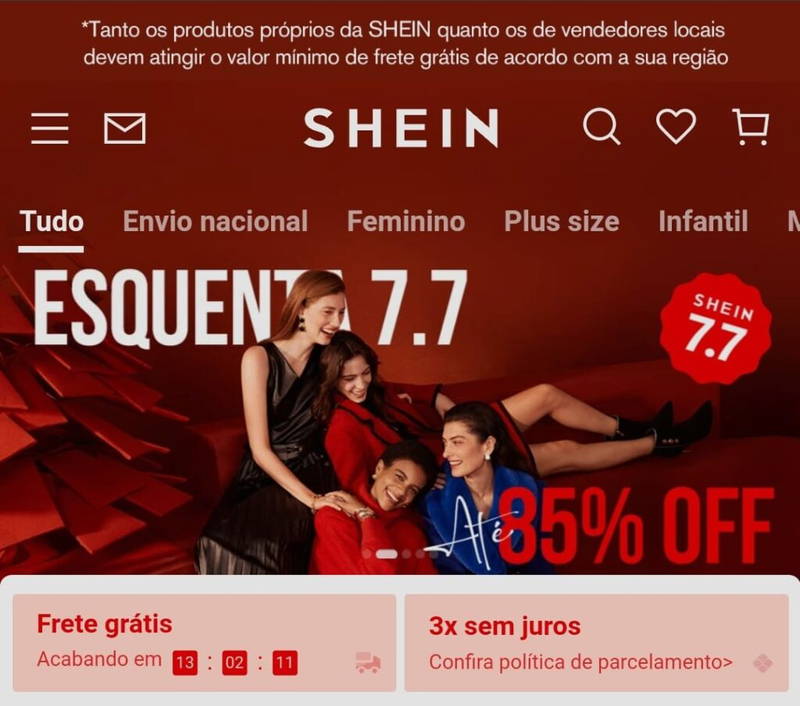 *Tanto os produtos próprios da SHEIN quanto os de vendedores locais
devem atingir o valor mínimo de frete grátis de acordo com a sua região
SHEIN
Tudo Envio nacional Feminino Plus size Infantil
ESQUENTA 7.7
SHEIN
7.7
Até 85% OFF
Frete grátis
Acabando em 13 : 02 : 11
3x sem juros
Confira política de parcelamento>